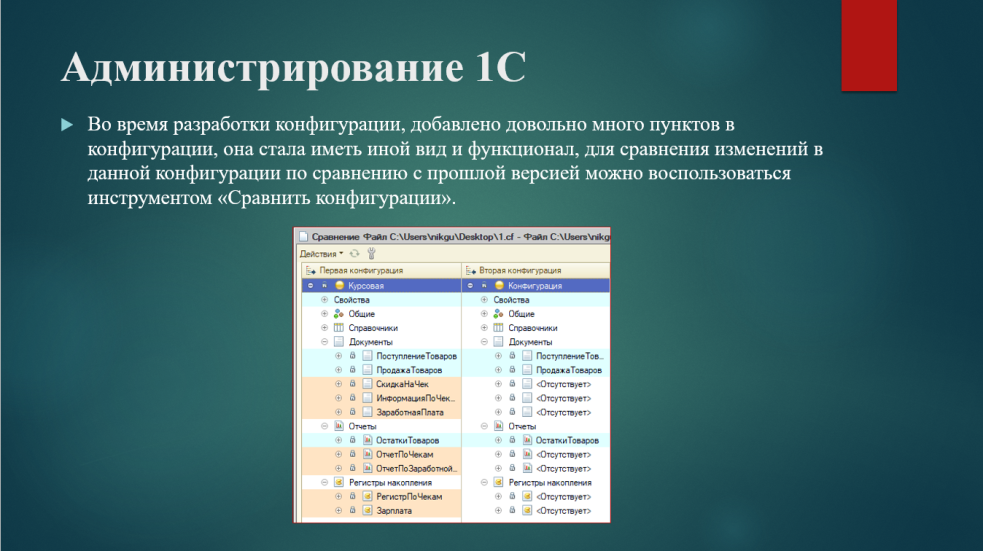 Администрирование 1С
Во время разработки конфигурации, добавлено довольно много пунктов в
конфигурации, она стала иметь иной вид и функционал, для сравнения изменений в
данной конфигурации по сравнению с прошлой версией можно воспользоваться
инструментом «Сравнить конфигурации».
Сравнение Файл C:\Users\nikgu\Desktop\1.cf - Файл C:\Users\nikgu
Действия
Первая конфигурация Вторая конфигурация
Курсовая Конфигурация
Свойства Свойства
Общие Общие
Справочники Справочники
Документы Документы
ПоступлениеТоваров ПоступлениеТов...
ПродажаТоваров ПродажаТоваров
СкидкаНаЧек <Отсутствует>
ИнформацияПоЧек... <Отсутствует>
ЗаработнаяПлата <Отсутствует>
Отчеты Отчеты
ОстаткиТоваров ОстаткиТоваров
ОтчетПоЧекам <Отсутствует>
ОтчетПоЗаработной... <Отсутствует>
Регистры накопления Регистры накопления
РегистрПоЧекам <Отсутствует>
Зарплата <Отсутствует>